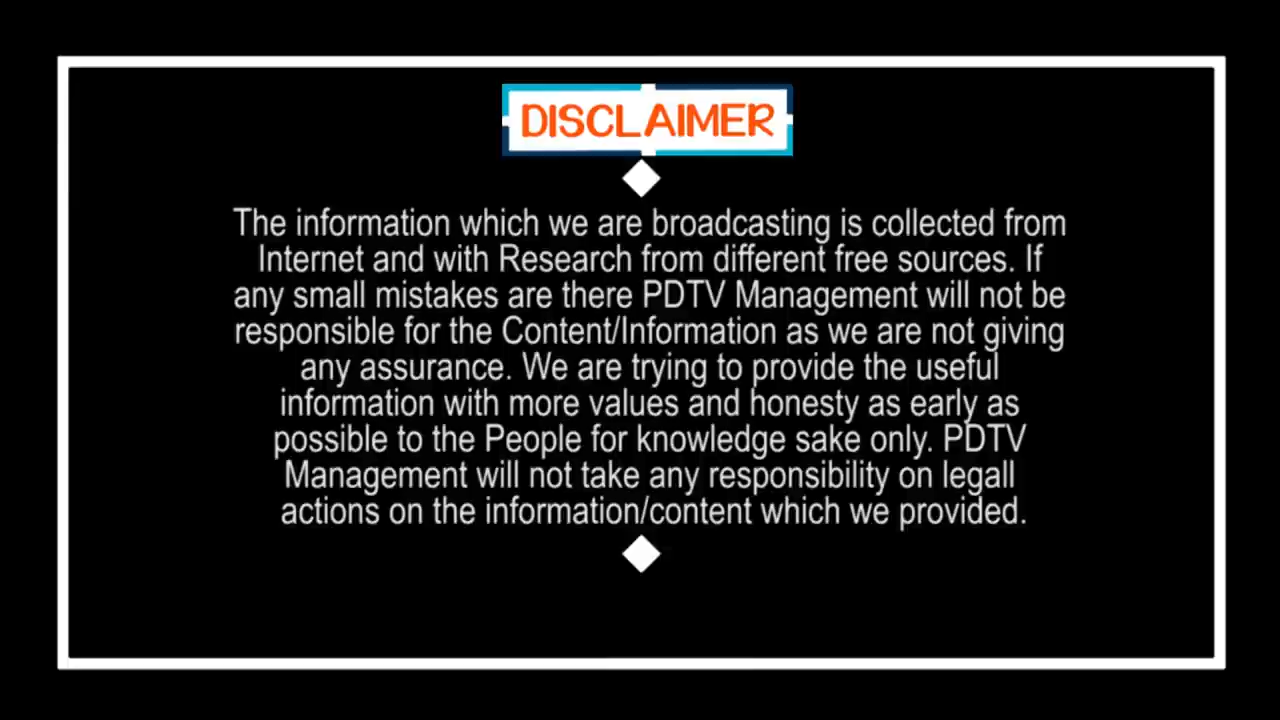 DISCLAIMER
The information which we are broadcasting is collected from
Internet and with Research from different free sources. If
any small mistakes are there PDTV Management will not be
responsible for the Content/Information as we are not giving
any assurance. We are trying to provide the useful
information with more values and honesty as early as
possible to the People for knowledge sake only. PDTV
Management will not take any responsibility on legall
actions on the information/content which we provided.